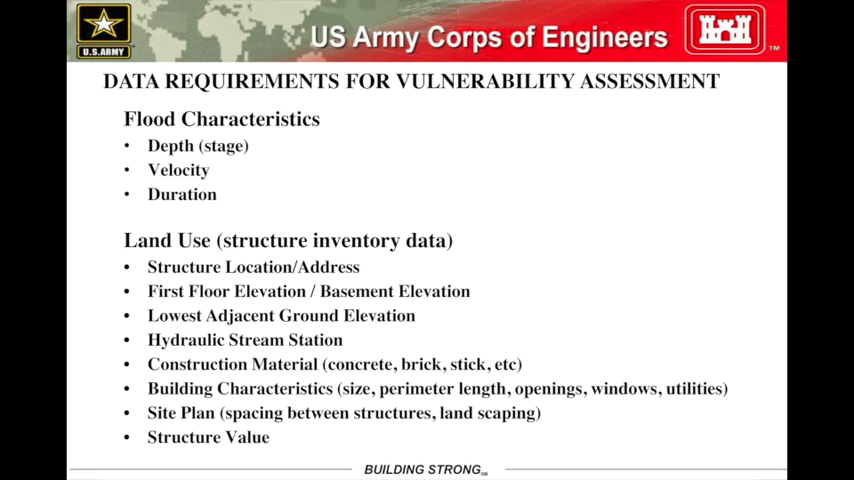 U.S.ARMY
US Army Corps of Engineers
TM
DATA REQUIREMENTS FOR VULNERABILITY ASSESSMENT
Flood Characteristics
• Depth (stage)
• Velocity
• Duration
Land Use (structure inventory data)
• Structure Location/Address
• First Floor Elevation / Basement Elevation
• Lowest Adjacent Ground Elevation
• Hydraulic Stream Station
• Construction Material (concrete, brick, stick, etc)
• Building Characteristics (size, perimeter length, openings, windows, utilities)
• Site Plan (spacing between structures, land scaping)
• Structure Value
BUILDING STRONG SM